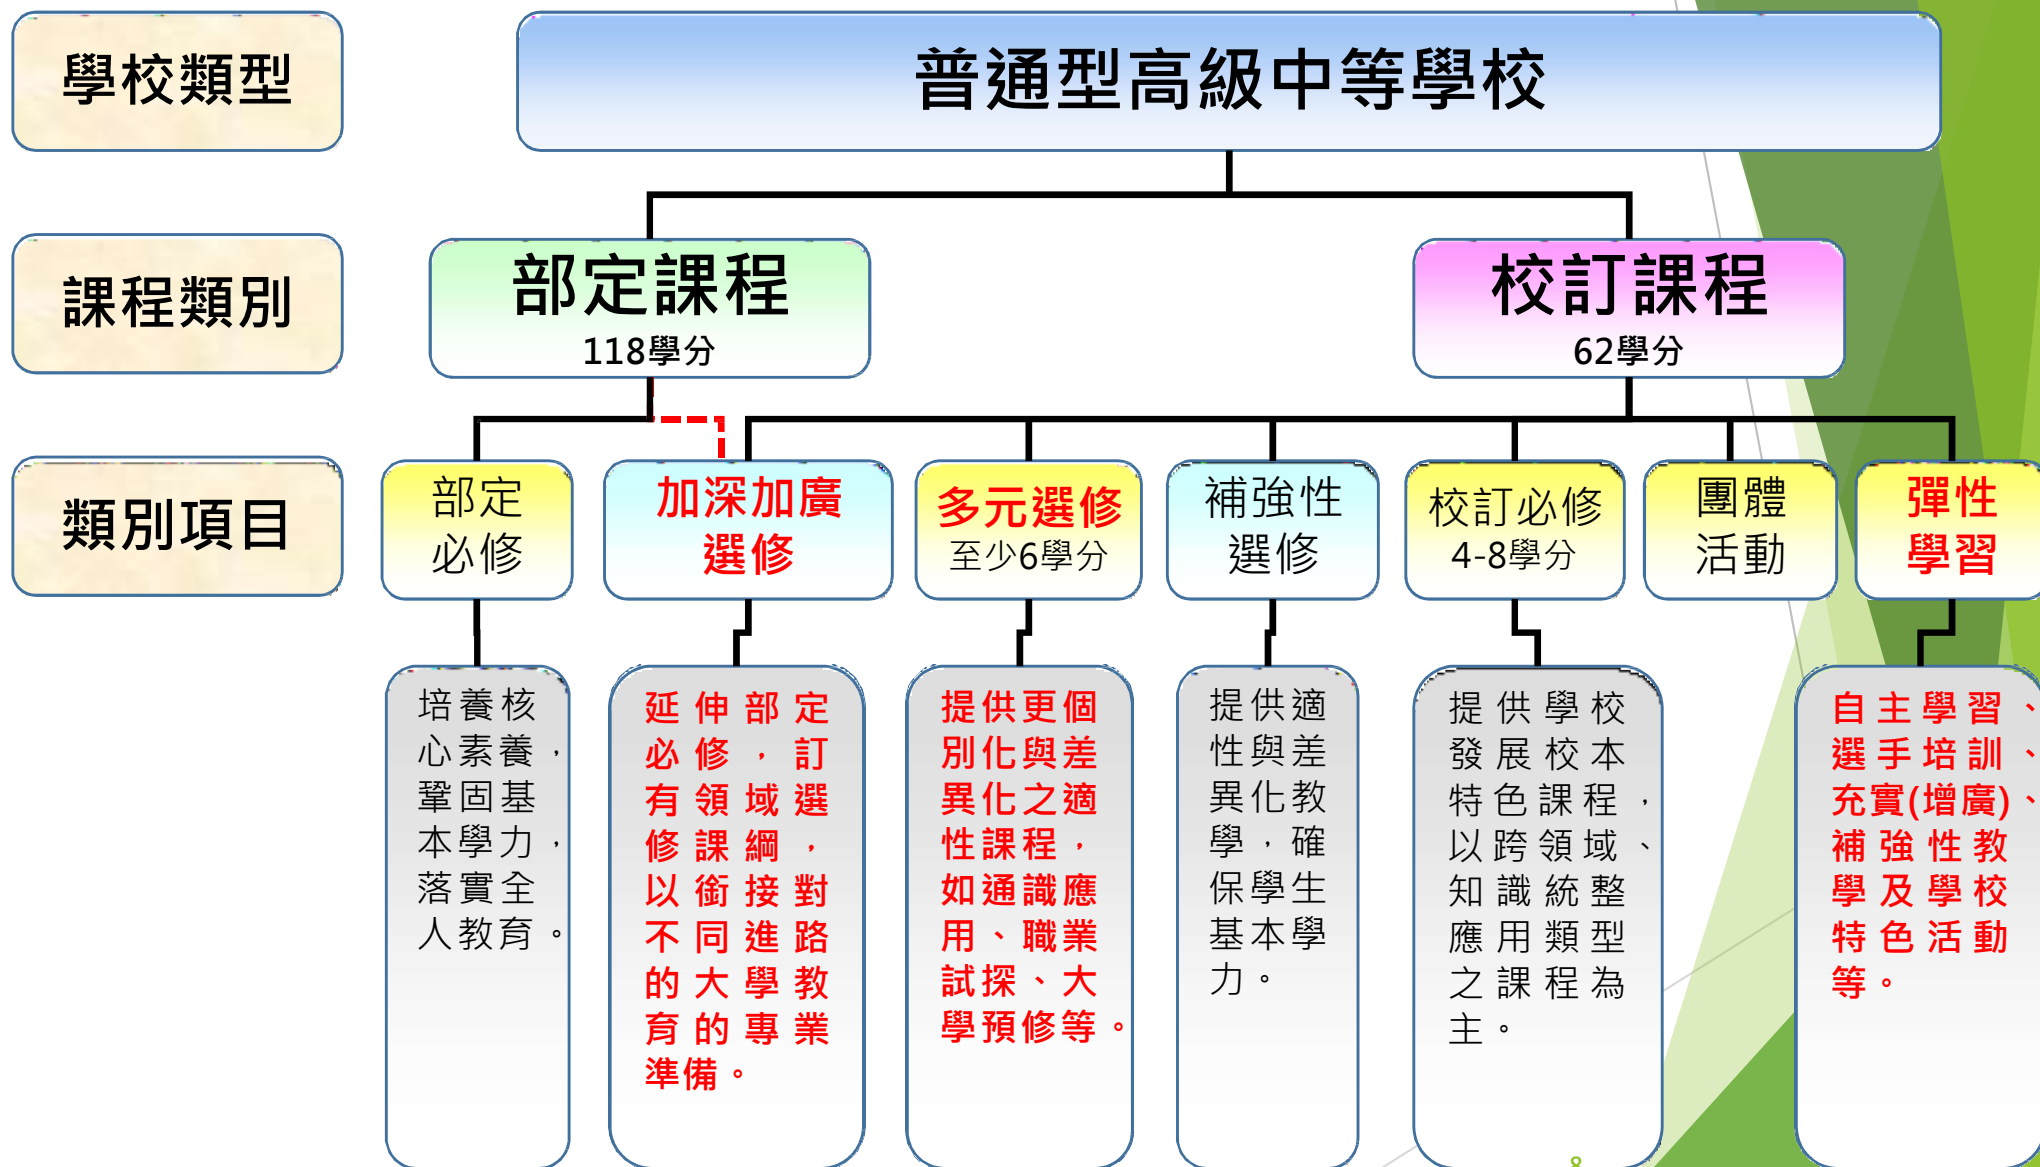 學校類型
普通型高級中等學校
課程類別
部定課程
118學分
校訂課程
62學分
類別項目
部定
必修
加深加廣
選修
多元選修
至少6學分
補強性
選修
校訂必修
4-8學分
團體
活動
彈性
學習
培養核
心素養，
鞏固基
本學力，
落實全
人教育。
延伸部定
必修，訂
有領域選
修課綱，
以銜接對
不同進路
的大學教
育的專業
準備。
提供更個
別化與差
異化之適
性課程，
如通識應
用、職業
試探、大
學預修等。
提供適
性與差
異化教
學，確
保學生
基本學
力。
提供學校
發展校本
特色課程，
以跨領域、
知識統整
應用類型
之課程為
主。
自主學習、
選手培訓、
充實(增廣)、
補強性教
學及學校
特色活動
等。
8